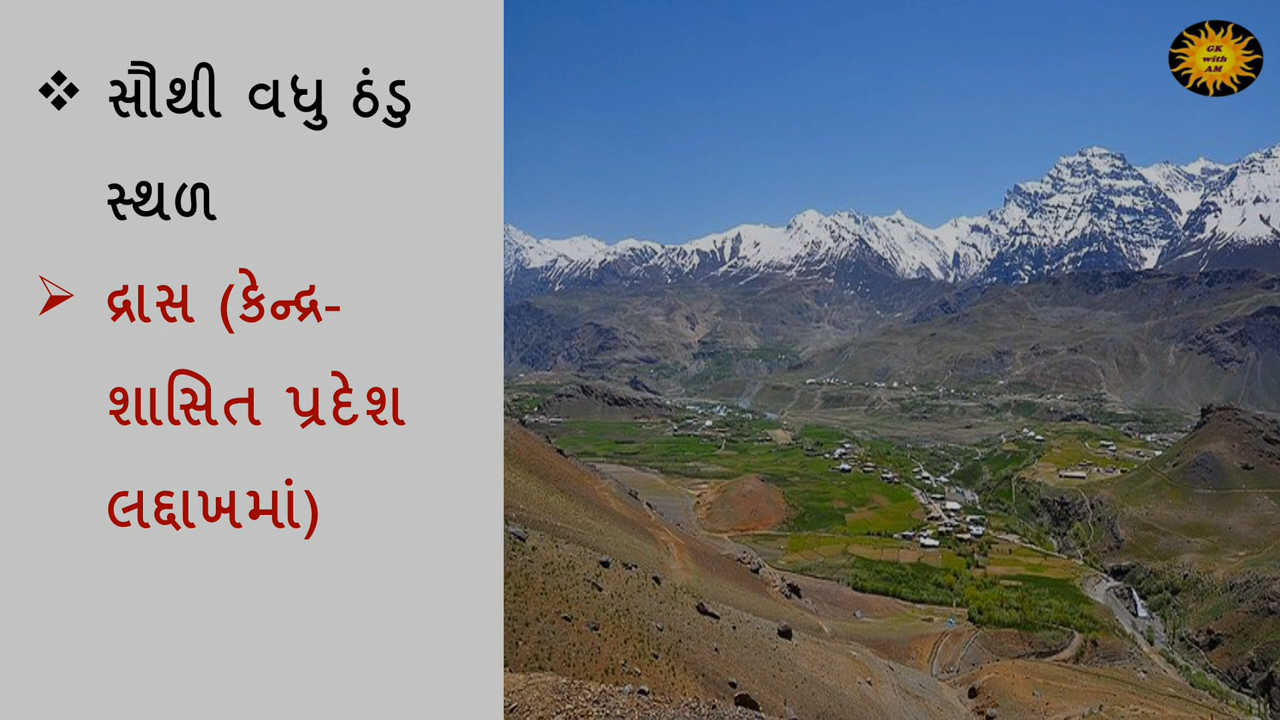 ❖ સૌથી વધુ ઠંડુ
સ્થળ
➢ દ્રાસ (કેન્દ્ર-
શાસિત પ્રદેશ
લદ્દાખમાં)
GK
with
AM